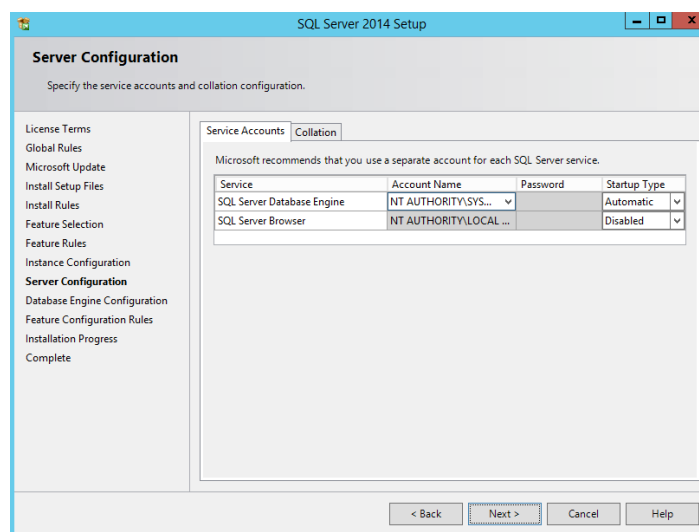 SQL Server 2014 Setup
Server Configuration
Specify the service accounts and collation configuration.
License Terms
Global Rules
Microsoft Update
Install Setup Files
Install Rules
Feature Selection
Feature Rules
Instance Configuration
Server Configuration
Database Engine Configuration
Feature Configuration Rules
Installation Progress
Complete
Service Accounts Collation
Microsoft recommends that you use a separate account for each SQL Server service.
Service Account Name Password Startup Type
SQL Server Database Engine NT AUTHORITY\SYS... Automatic
SQL Server Browser NT AUTHORITY\LOCAL ... Disabled
< Back Next > Cancel Help